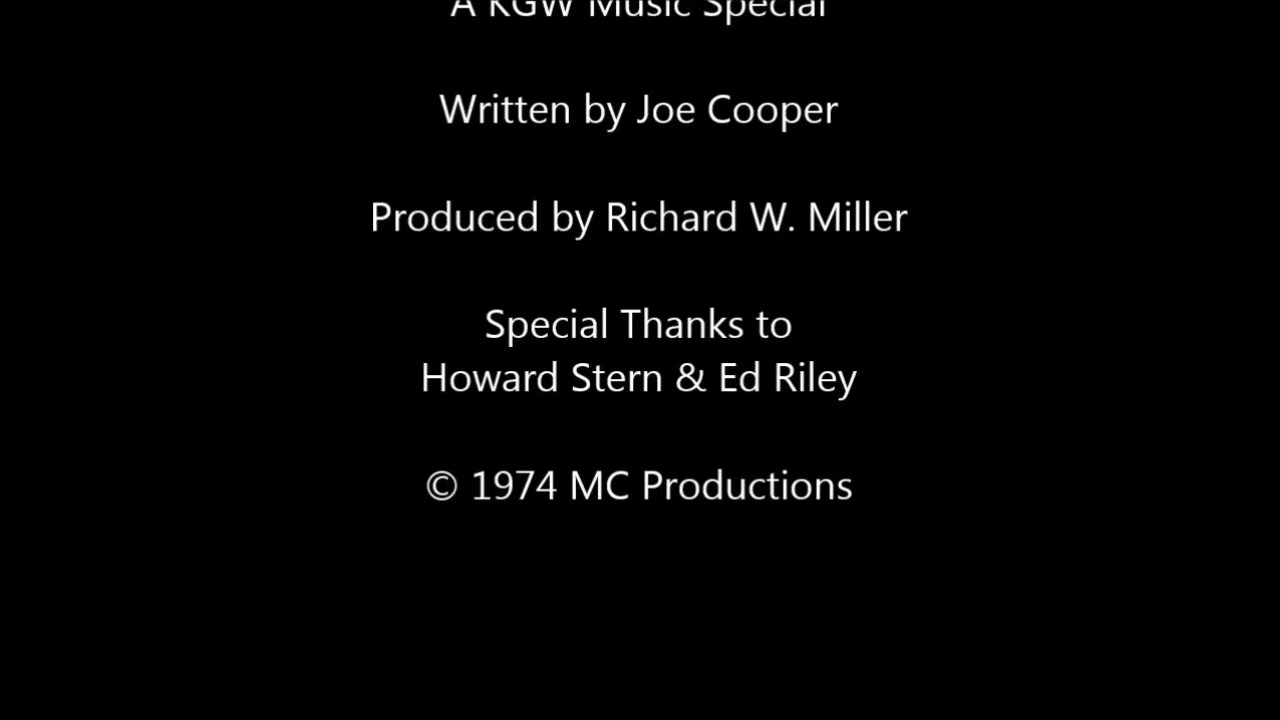 A KGW Music Special
Written by Joe Cooper
Produced by Richard W. Miller
Special Thanks to
Howard Stern & Ed Riley
© 1974 MC Productions